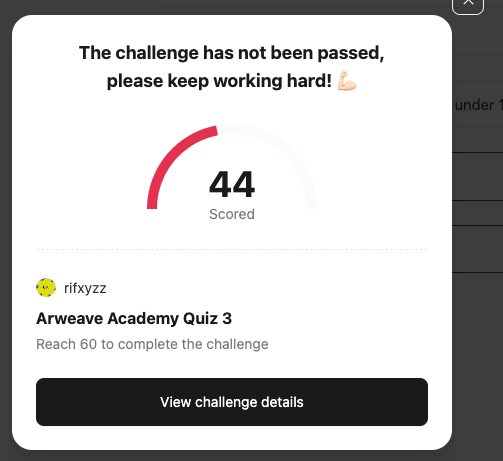 The challenge has not been passed,
please keep working hard! 💪🏻
under 1
44
Scored
rifxyzz
Arweave Academy Quiz 3
Reach 60 to complete the challenge
View challenge details